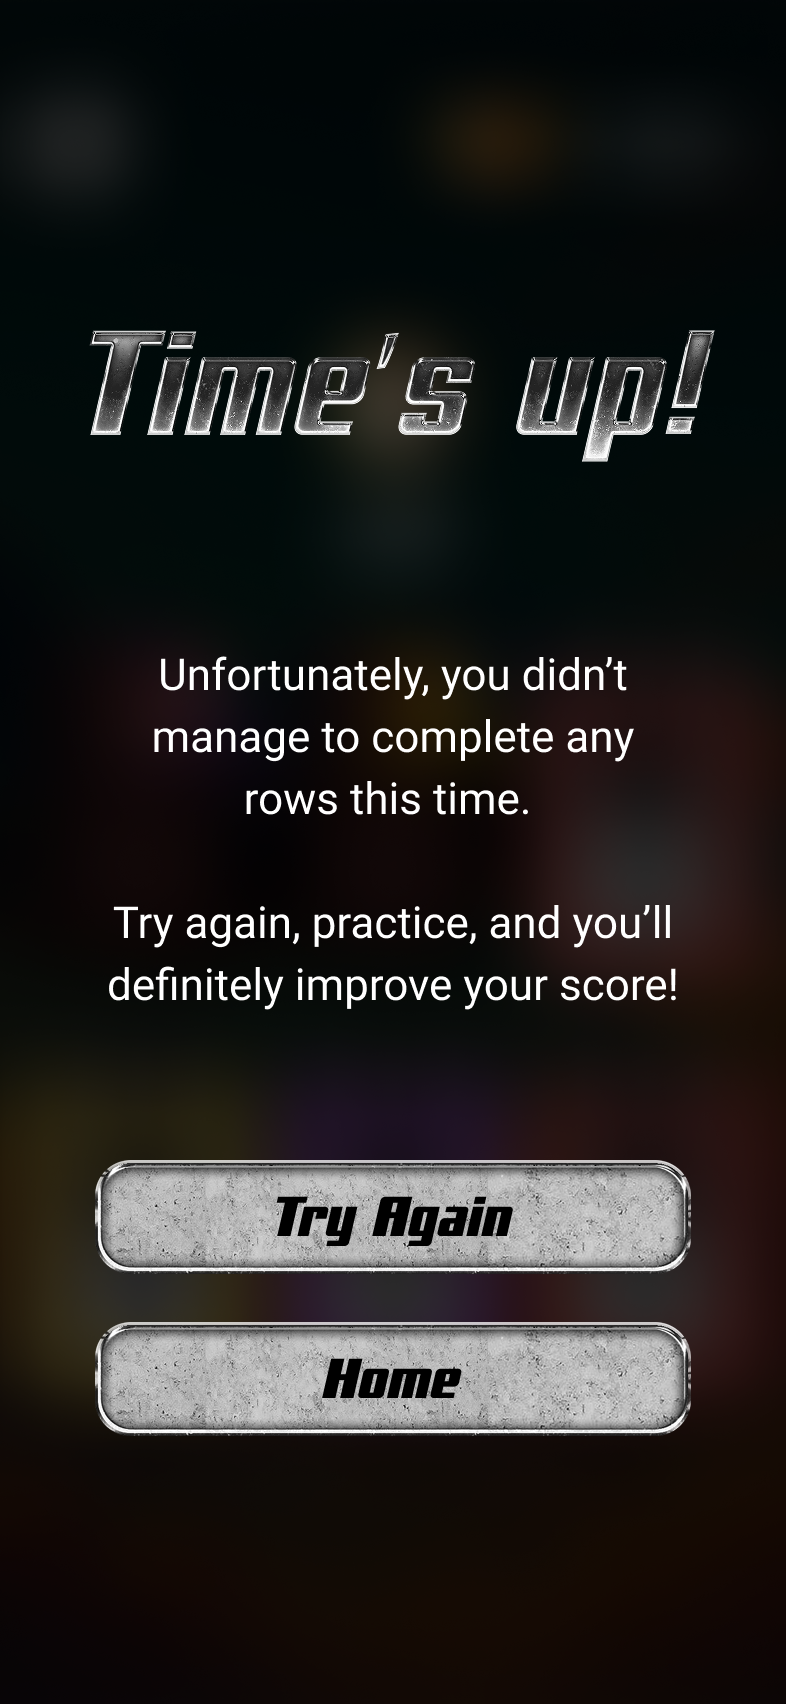 Time's up!
Unfortunately, you didn’t
manage to complete any
rows this time.
Try again, practice, and you’ll
definitely improve your score!
Try Again
Home